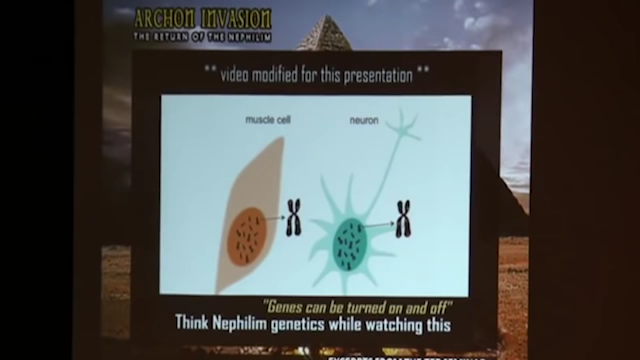 ARCHON INVASION
THE RETURN OF THE NEPHILIM
** video modified for this presentation **
muscle cell
neuron
"Genes can be turned on and off"
Think Nephilim genetics while watching this